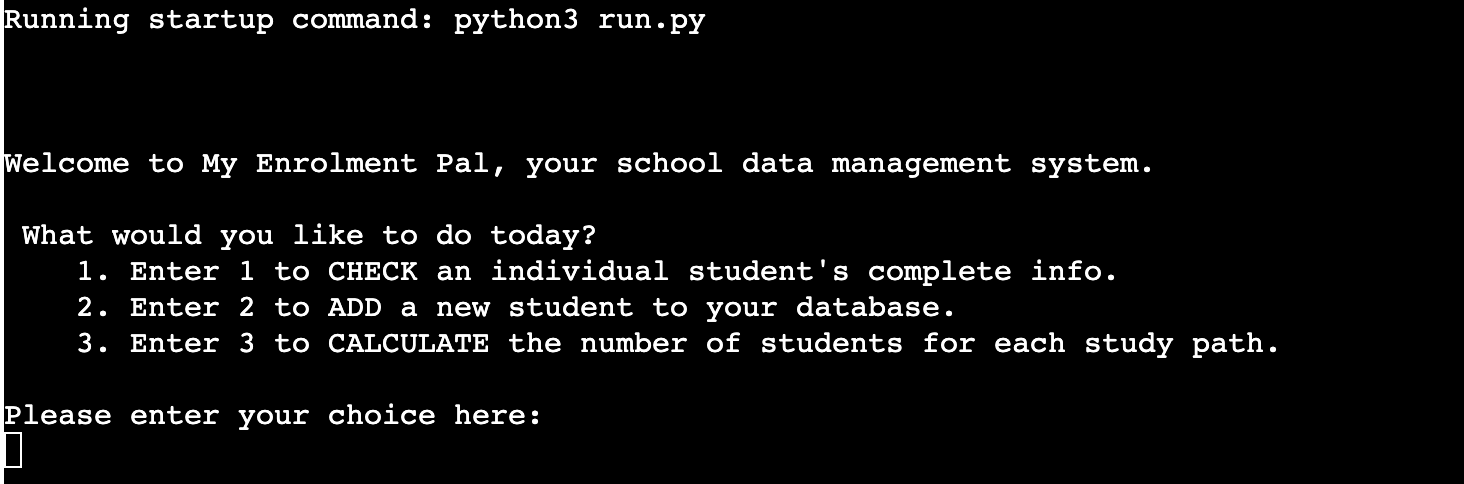 Running startup command: python3 run.py
Welcome to My Enrolment Pal, your school data management system.
What would you like to do today?
1. Enter 1 to CHECK an individual student's complete info.
2. Enter 2 to ADD a new student to your database.
3. Enter 3 to CALCULATE the number of students for each study path.
Please enter your choice here: